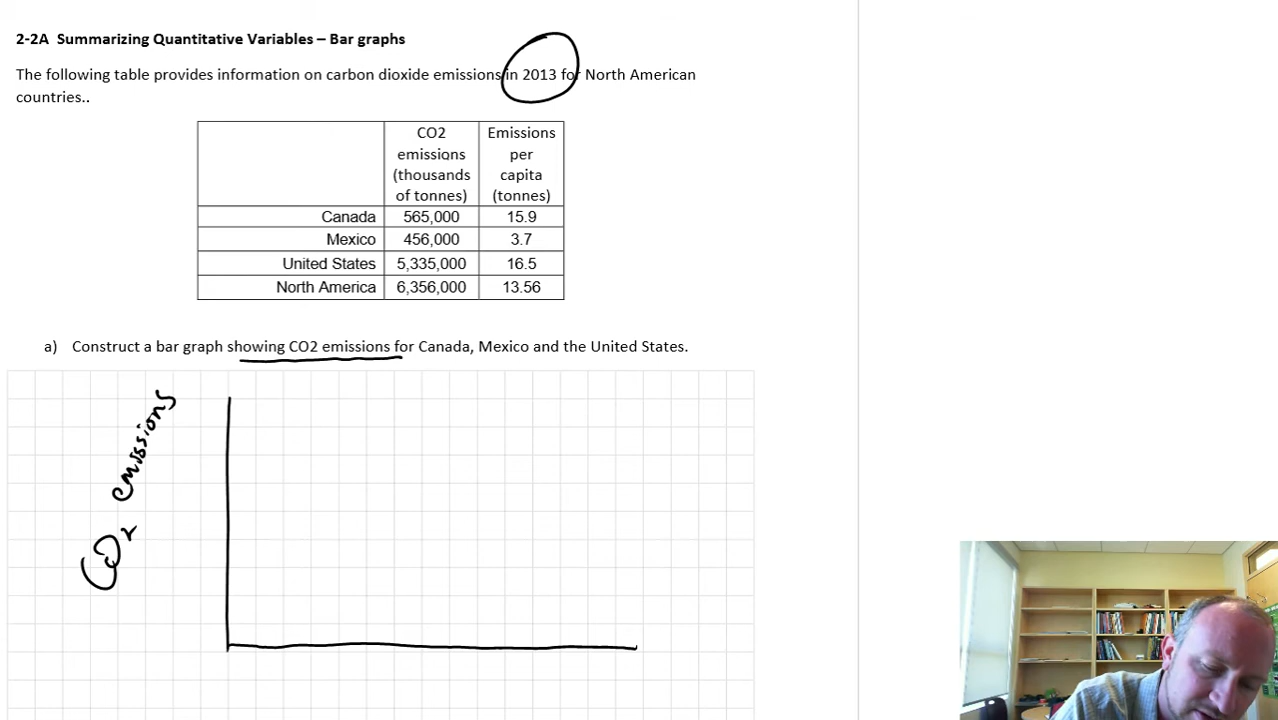 2-2A Summarizing Quantitative Variables – Bar graphs
The following table provides information on carbon dioxide emissions in 2013 for North American
countries..
CO2 emissions (thousands of tonnes) Emissions per capita (tonnes)
Canada 565,000 15.9
Mexico 456,000 3.7
United States 5,335,000 16.5
North America 6,356,000 13.56
a) Construct a bar graph showing CO2 emissions for Canada, Mexico and the United States.
CO2 emissions